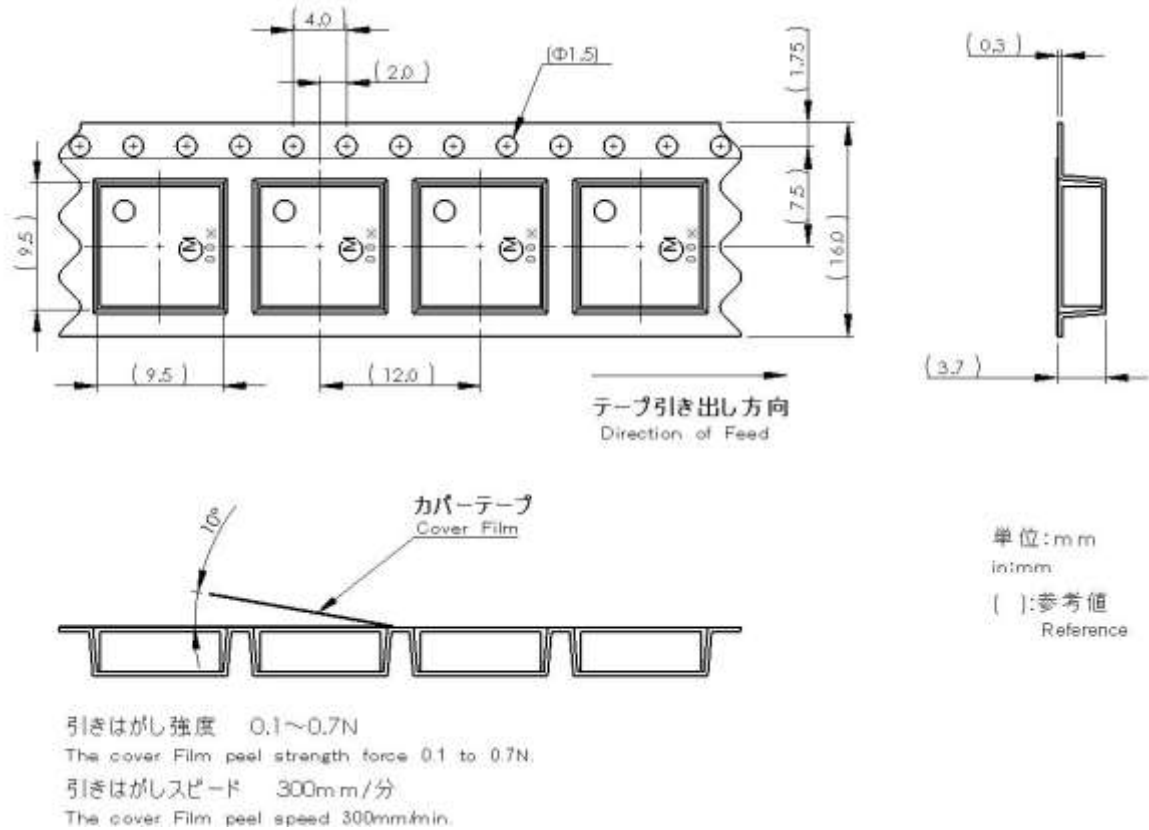 ( 4.0 )
( 2.0 )
(Φ1.5)
( 1.75 )
( 0.3 )
( 9.5 )
( 7.5 )
( 16.0 )
M
M
M
M
( 9.5 )
( 12.0 )
( 3.7 )
テープ引き出し方向
Direction of Feed
10°
カバーテープ
Cover Film
単位:mm
in:mm
( ):参考値
Reference
引きはがし強度 0.1～0.7N
The cover Film peel strength force 0.1 to 0.7N.
引きはがしスピード 300mm/分
The cover Film peel speed 300mm/min.